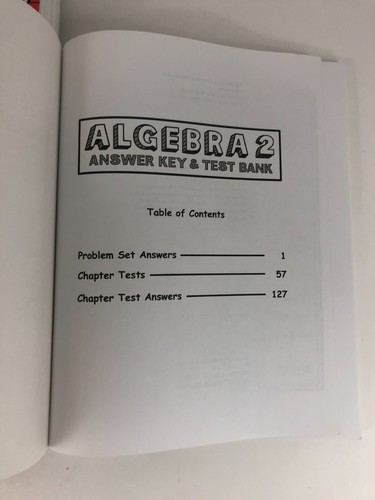 ALGEBRA 2
ANSWER KEY & TEST BANK
Table of Contents
Problem Set Answers 1
Chapter Tests 57
Chapter Test Answers 127